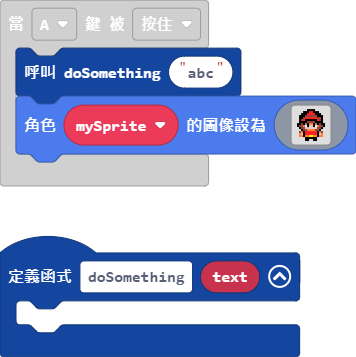 當 A 鍵 被 按住
呼叫 doSomething "abc"
角色 mySprite 的圖像設為
定義函式 doSomething text